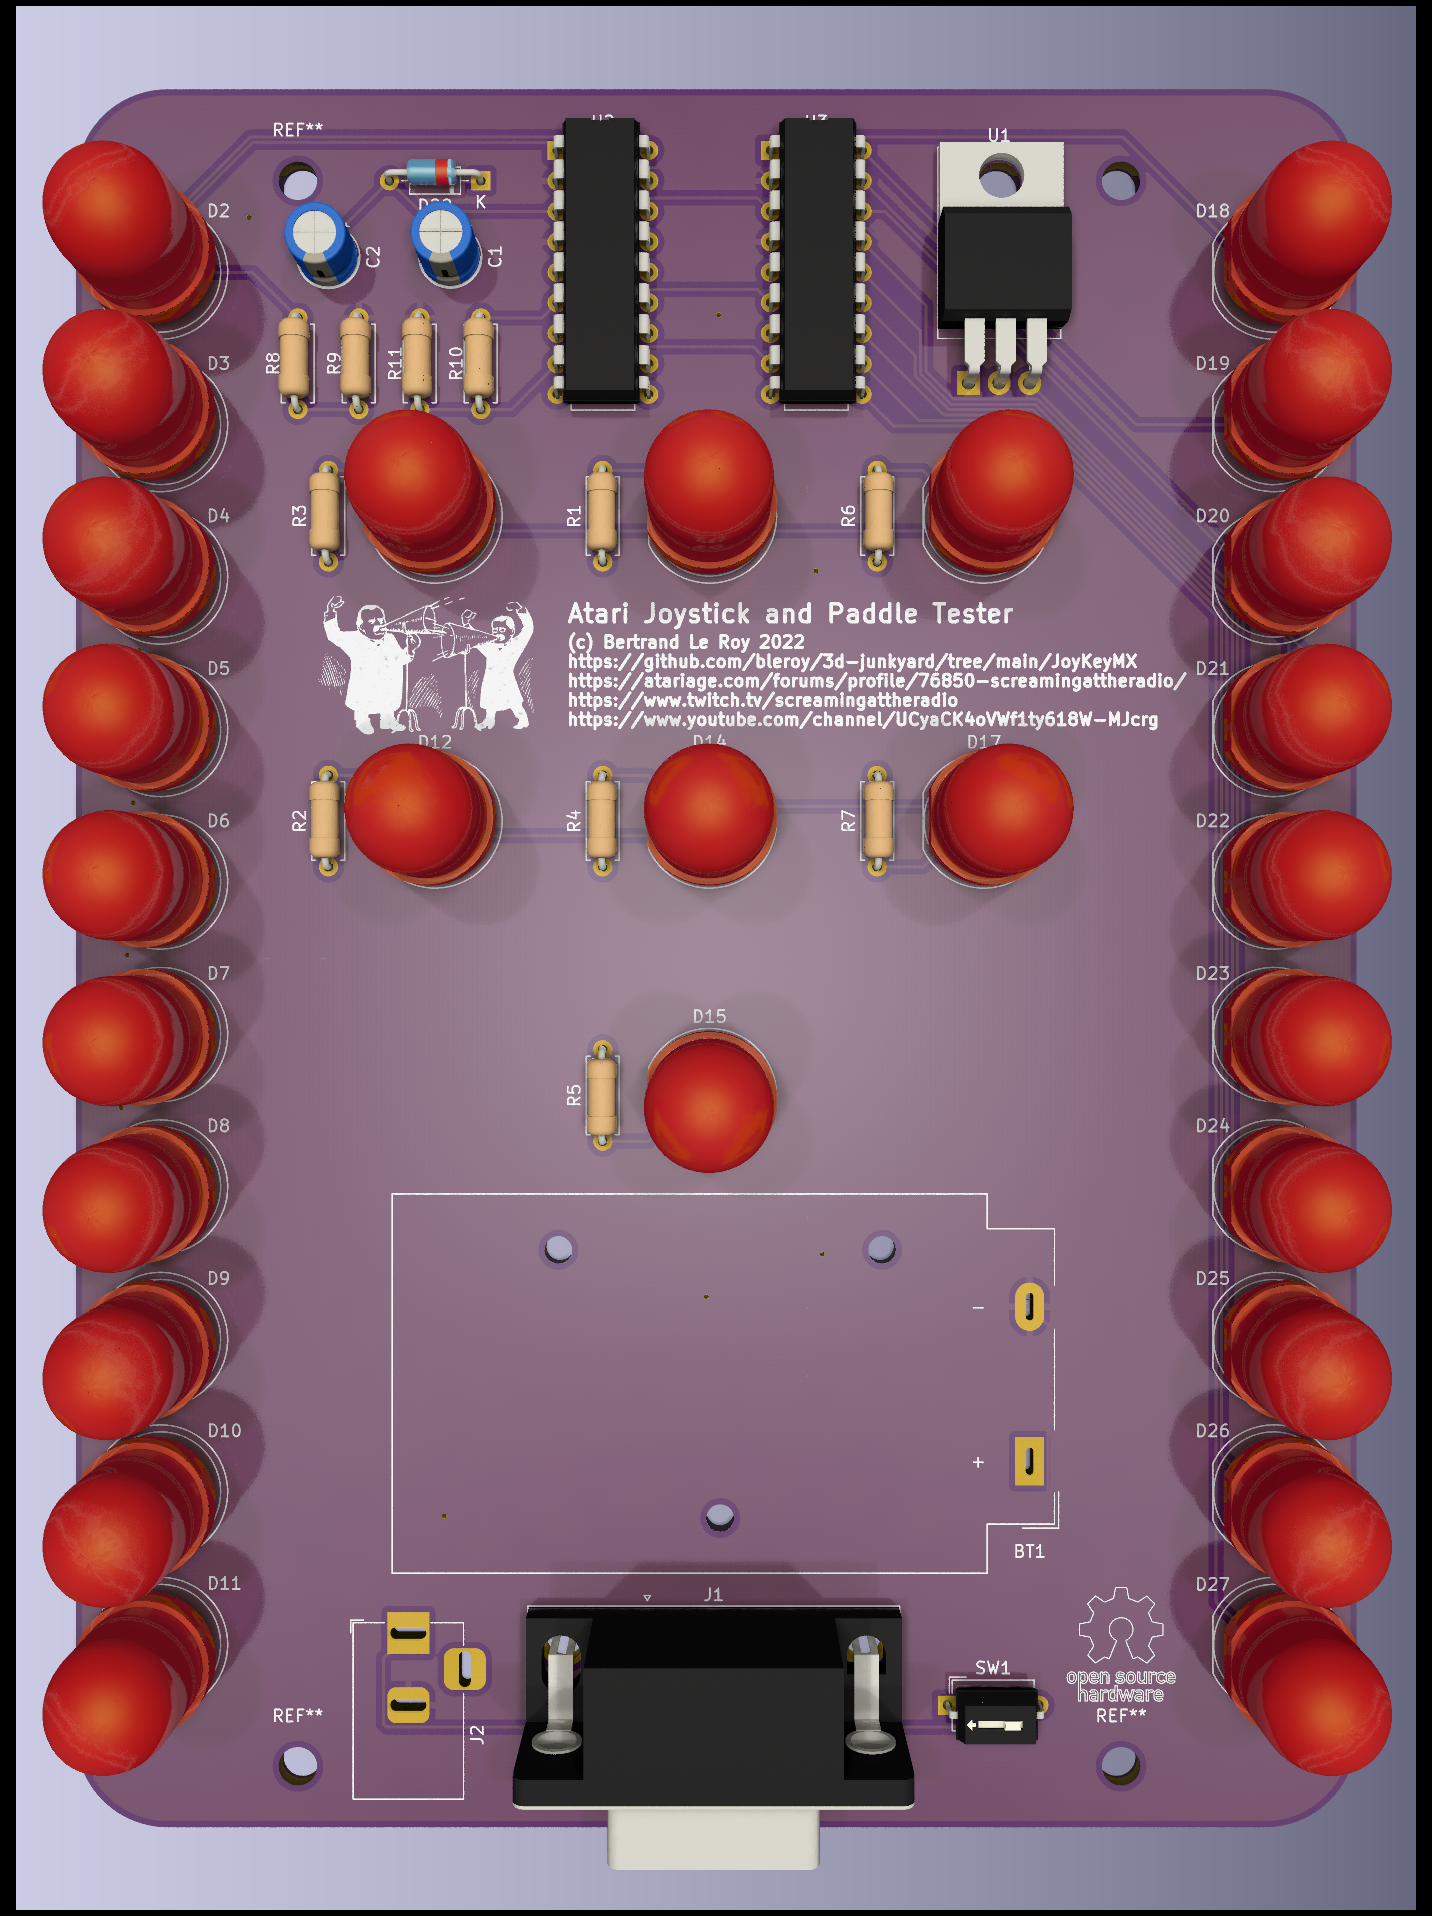 REF**
U2
U3
U1
D2
K
D18
C2
C1
R8
R9
R11
R10
D3
D19
R3
R1
R6
D4
D20
Atari Joystick and Paddle Tester
(c) Bertrand Le Roy 2022
https://github.com/bleroy/3d-junkyard/tree/main/JoyKeyMX
https://atariage.com/forums/profile/76850-screamingattheradio/
https://www.twitch.tv/screamingattheradio
https://www.youtube.com/channel/UCyaCK4oVWf1ty618W-MJcrg
D5
D21
D12
D14
D17
R2
R4
R7
D6
D22
D7
D23
D15
R5
D8
D24
D9
D25
-
+
D10
D26
BT1
D11
J1
D27
SW1
open source
hardware
REF**
J2
REF**